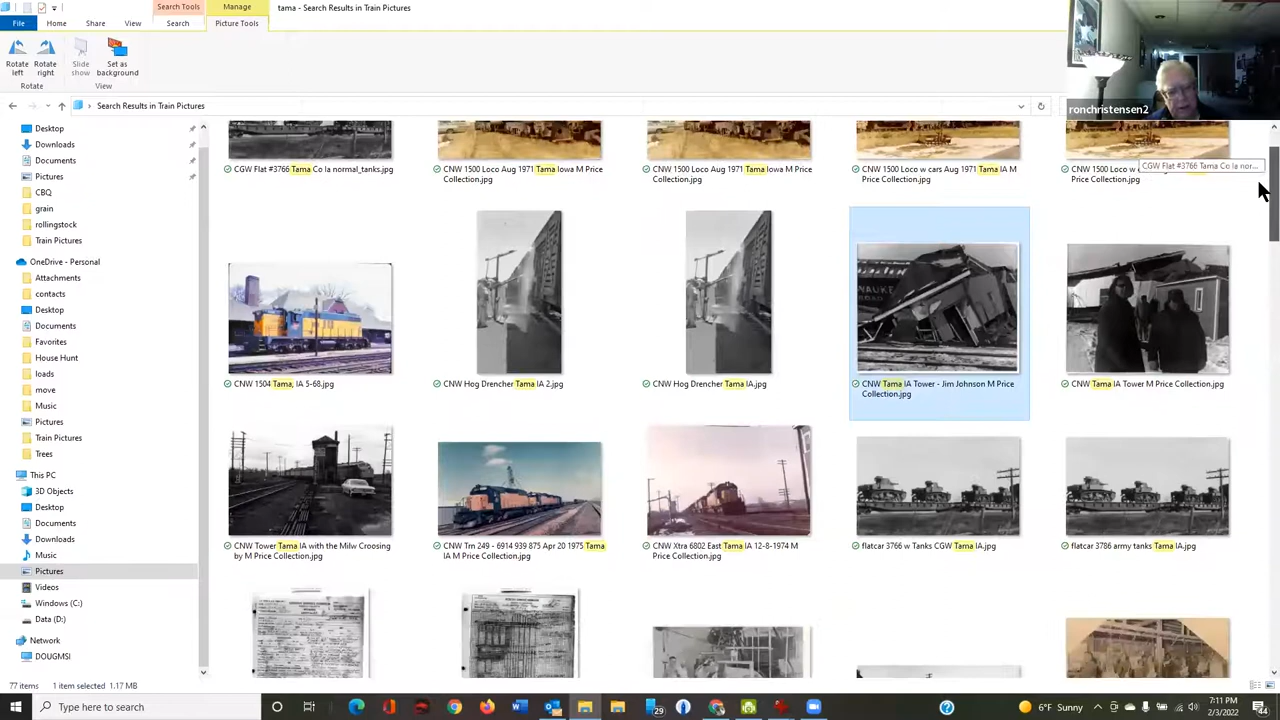 Search Tools
Manage
tama - Search Results in Train Pictures
File
Home
Share
View
Search
Picture Tools
Rotate left
Rotate right
Slide show
Set as background
Rotate
View
Search Results in Train Pictures
ronchristensen2
Desktop
Downloads
Documents
Pictures
CBQ
grain
rollingstock
Train Pictures
OneDrive - Personal
Attachments
contacts
Desktop
Documents
Favorites
House Hunt
loads
move
Music
Pictures
Train Pictures
Trees
This PC
3D Objects
Desktop
Documents
Downloads
Music
Pictures
Videos
Windows (C:)
Data (D:)
Network
DOUGMSI
CGW Flat #3766 Tama Co Ia normal_tanks.jpg
CNW 1500 Loco Aug 1971 Tama Iowa M Price
Collection.jpg
CNW 1500 Loco Aug 1971 Tama Iowa M Price
Collection.jpg
CNW 1500 Loco w cars Aug 1971 Tama IA M
Price Collection.jpg
CNW 1500 Loco w
Price Collection.jpg
CGW Flat #3766 Tama Co Ia nor...
CNW 1504 Tama, IA 5-68.jpg
CNW Hog Drencher Tama IA 2.jpg
CNW Hog Drencher Tama IA.jpg
CNW Tama IA Tower - Jim Johnson M Price
Collection.jpg
CNW Tama IA Tower M Price Collection.jpg
CNW Tower Tama IA with the Milw Croosing
by M Price Collection.jpg
CNW Trn 249 - 6914 939 875 Apr 20 1975 Tama
IA M Price Collection.jpg
CNW Xtra 6802 East Tama IA 12-8-1974 M
Price Collection.jpg
flatcar 3766 w Tanks CGW Tama IA.jpg
flatcar 3786 army tanks Tama IA.jpg
77 items
1 item selected 1.17 MB
Type here to search
29
6°F Sunny
7:11 PM
2/3/2022
44